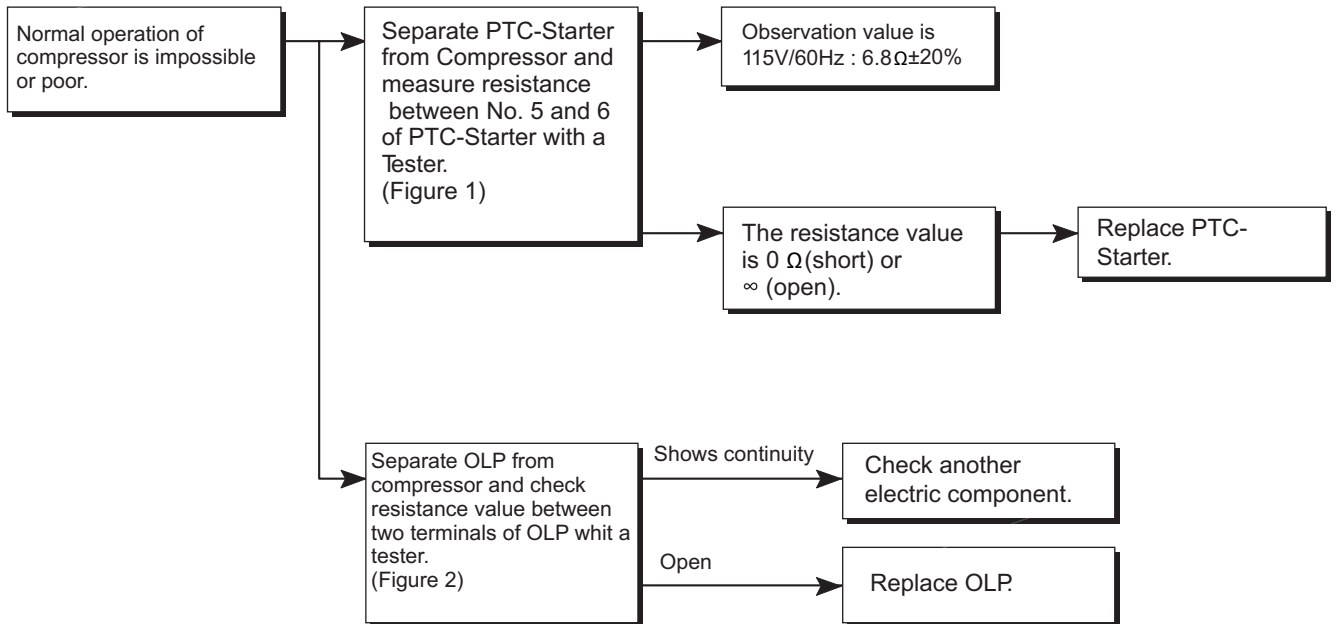 Normal operation of
compressor is impossible
or poor.
Separate PTC-Starter
from Compressor and
measure resistance
between No. 5 and 6
of PTC-Starter with a
Tester.
(Figure 1)
Observation value is
115V/60Hz : 6.8Ω±20%
The resistance value
is 0 Ω(short) or
∞ (open).
Replace PTC-
Starter.
Separate OLP from
compressor and check
resistance value between
two terminals of OLP whit a
tester.
(Figure 2)
Shows continuity
Check another
electric component.
Open
Replace OLP.